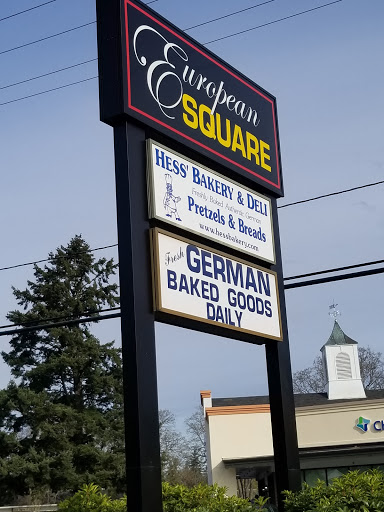 European
SQUARE
HESS' BAKERY & DELI
Freshly Baked Authentic German
Pretzels & Breads
www.hessbakery.com
Fresh GERMAN
BAKED GOODS
DAILY
CH